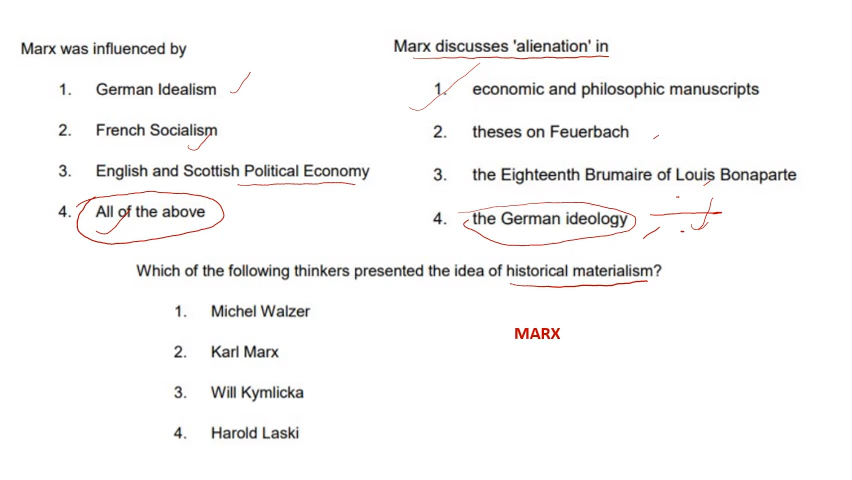 Marx was influenced by
1. German Idealism
2. French Socialism
3. English and Scottish Political Economy
4. All of the above
Marx discusses 'alienation' in
1. economic and philosophic manuscripts
2. theses on Feuerbach
3. the Eighteenth Brumaire of Louis Bonaparte
4. the German ideology
Which of the following thinkers presented the idea of historical materialism?
1. Michel Walzer
2. Karl Marx
3. Will Kymlicka
4. Harold Laski
MARX